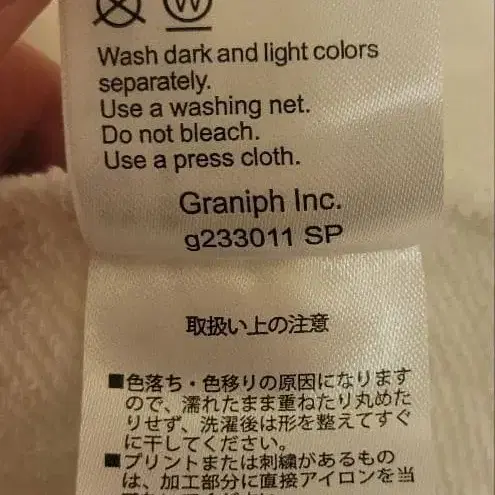 W
Wash dark and light colors
separately.
Use a washing net.
Do not bleach.
Use a press cloth.
Graniph Inc.
g233011 SP
取扱い上の注意
■色落ち・色移りの原因になります
ので、濡れたまま重ねたり丸めた
りせず、洗濯後は形を整えてすぐ
に干してください。
■プリントまたは刺繍があるもの
は、加工部分に直接アイロンを当